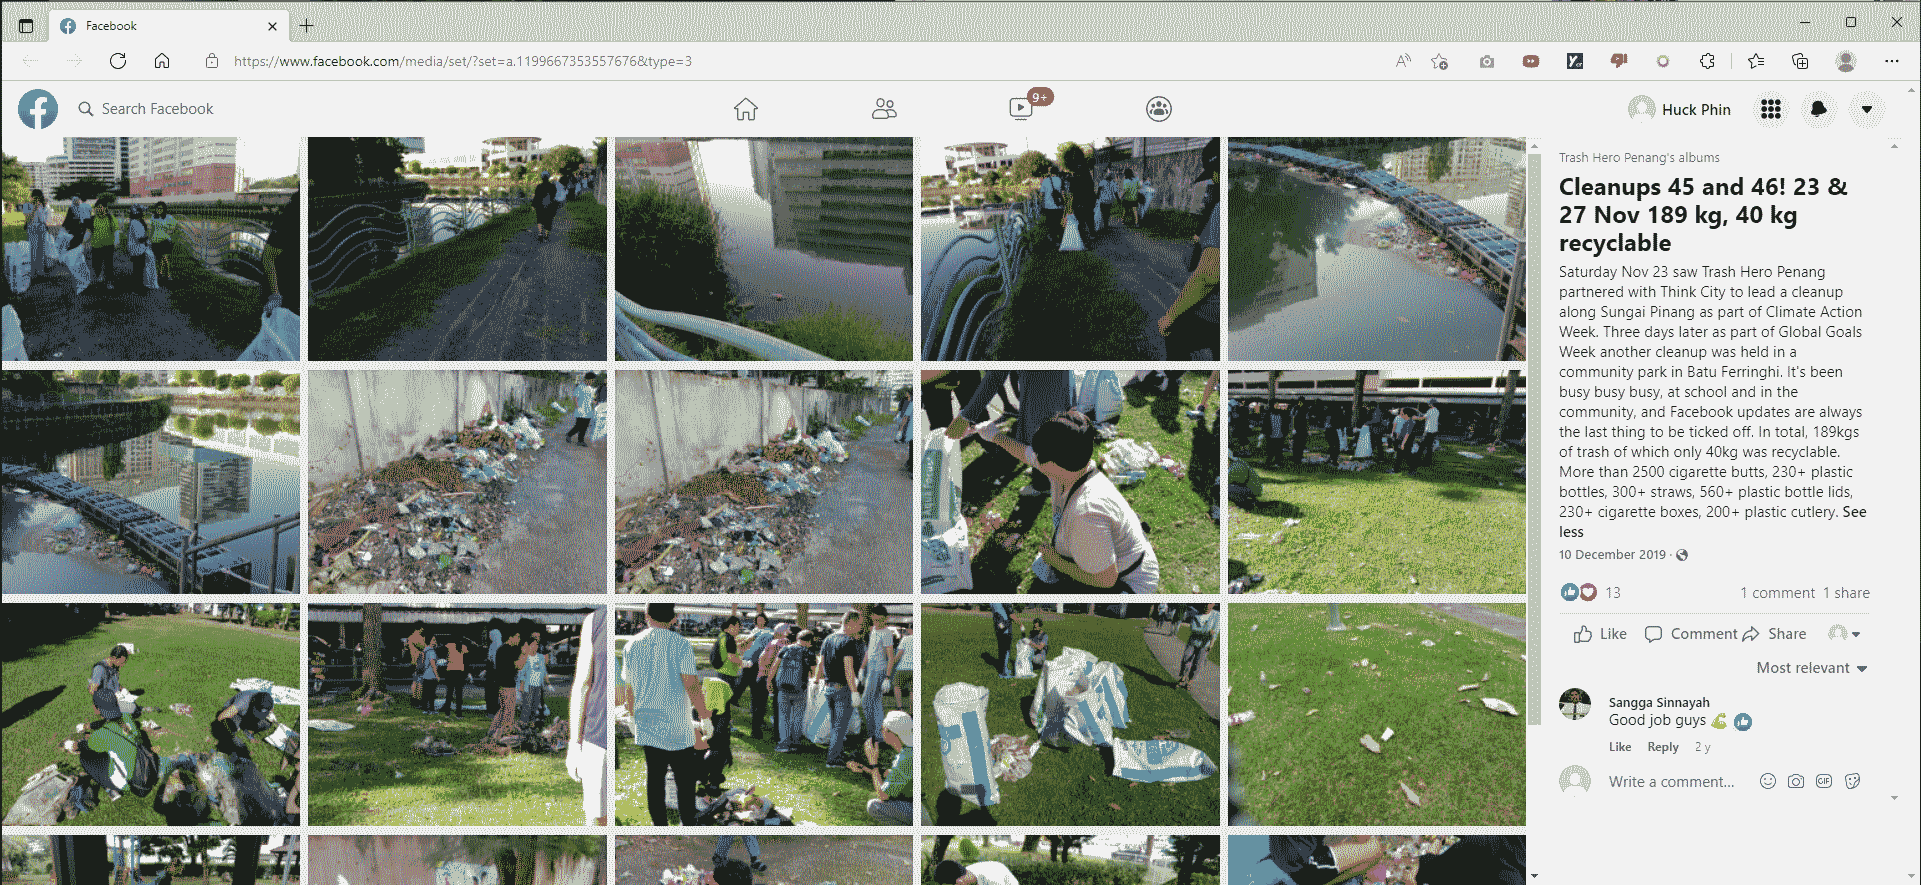 Facebook
https://www.facebook.com/media/set/?set=a.1199667353557676&type=3
Search Facebook
9+
Huck Phin
Trash Hero Penang's albums
Cleanups 45 and 46! 23 &
27 Nov 189 kg, 40 kg
recyclable
Saturday Nov 23 saw Trash Hero Penang
partnered with Think City to lead a cleanup
along Sungai Pinang as part of Climate Action
Week. Three days later as part of Global Goals
Week another cleanup was held in a
community park in Batu Ferringhi. It's been
busy busy busy, at school and in the
community, and Facebook updates are always
the last thing to be ticked off. In total, 189kgs
of trash of which only 40kg was recyclable.
More than 2500 cigarette butts, 230+ plastic
bottles, 300+ straws, 560+ plastic bottle lids,
230+ cigarette boxes, 200+ plastic cutlery. See
less
10 December 2019 ·
13 1 comment 1 share
Like Comment Share
Most relevant
Sangga Sinnayah
Good job guys
Like Reply 2 y
Write a comment...
GIF